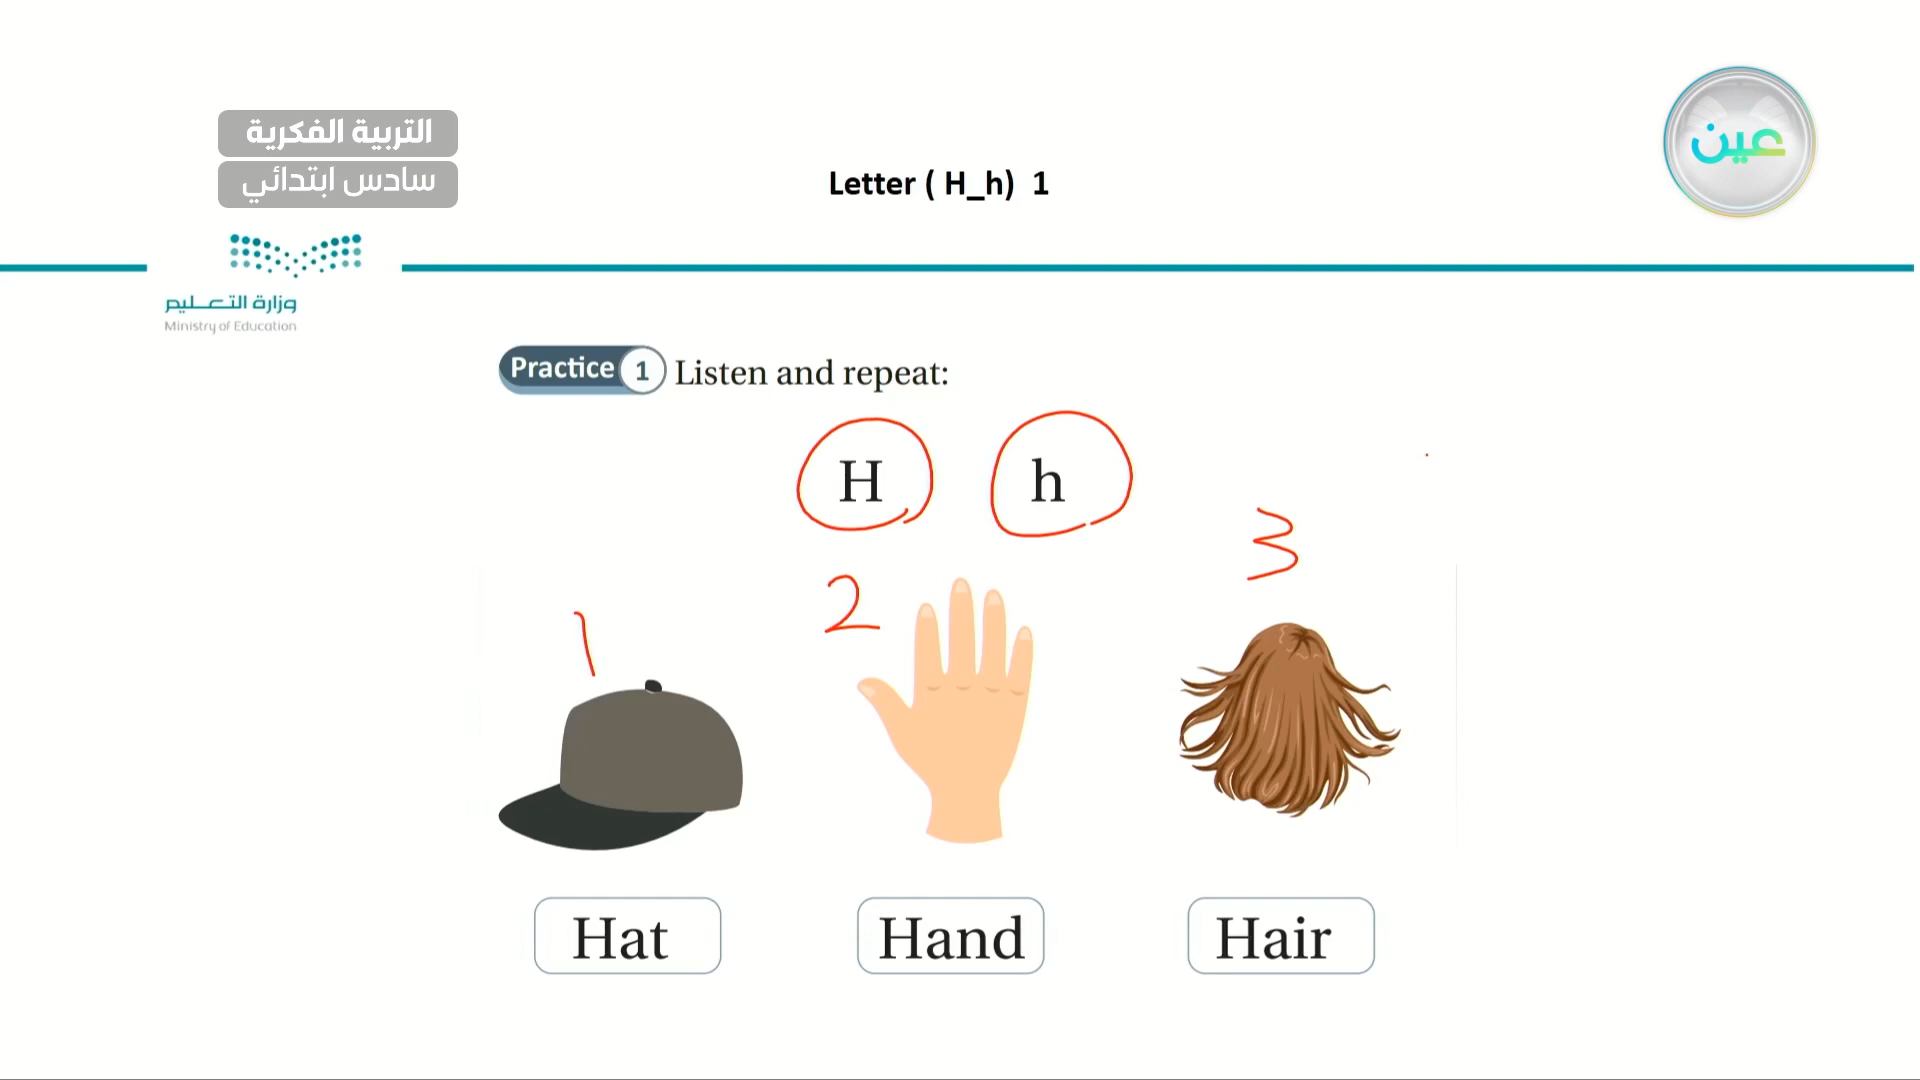 التربية الفكرية
سادس ابتدائي
Letter ( H_h) 1
عين
وزارة التعليم
Ministry of Education
Practice 1 Listen and repeat:
H h
3
2
1
Hat Hand Hair